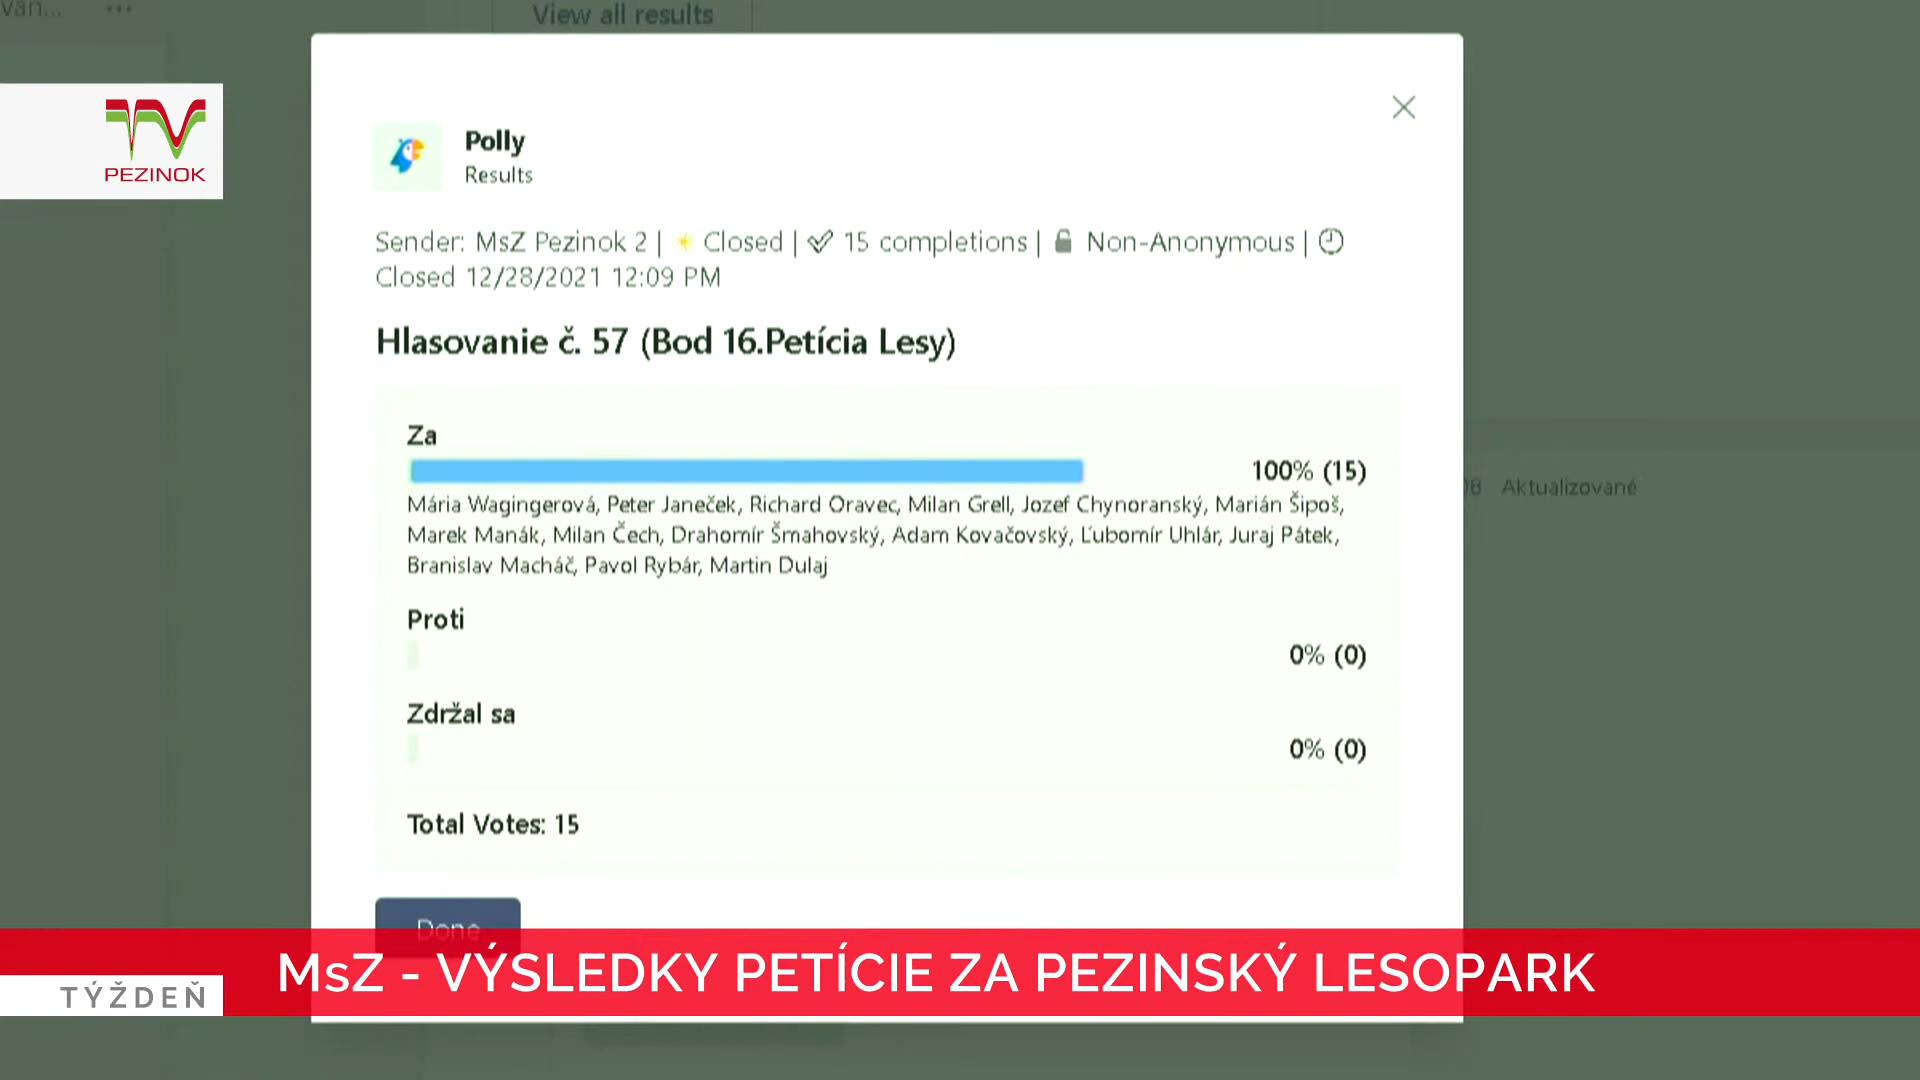 van...
View all results
TV
PEZINOK
Polly
Results
Sender: MsZ Pezinok 2 | Closed | 15 completions | Non-Anonymous |
Closed 12/28/2021 12:09 PM
Hlasovanie č. 57 (Bod 16.Petícia Lesy)
Za
100% (15)
Mária Wagingerová, Peter Janeček, Richard Oravec, Milan Grell, Jozef Chynoranský, Marián Šipoš,
Marek Manák, Milan Čech, Drahomír Šmahovský, Adam Kovačovský, Ľubomír Uhlár, Juraj Pátek,
Branislav Macháč, Pavol Rybár, Martin Dulaj
Proti
0% (0)
Zdržal sa
0% (0)
Total Votes: 15
Aktualizované
Done
MsZ - VÝSLEDKY PETÍCIE ZA PEZINSKÝ LESOPARK
TÝŽDEŇ